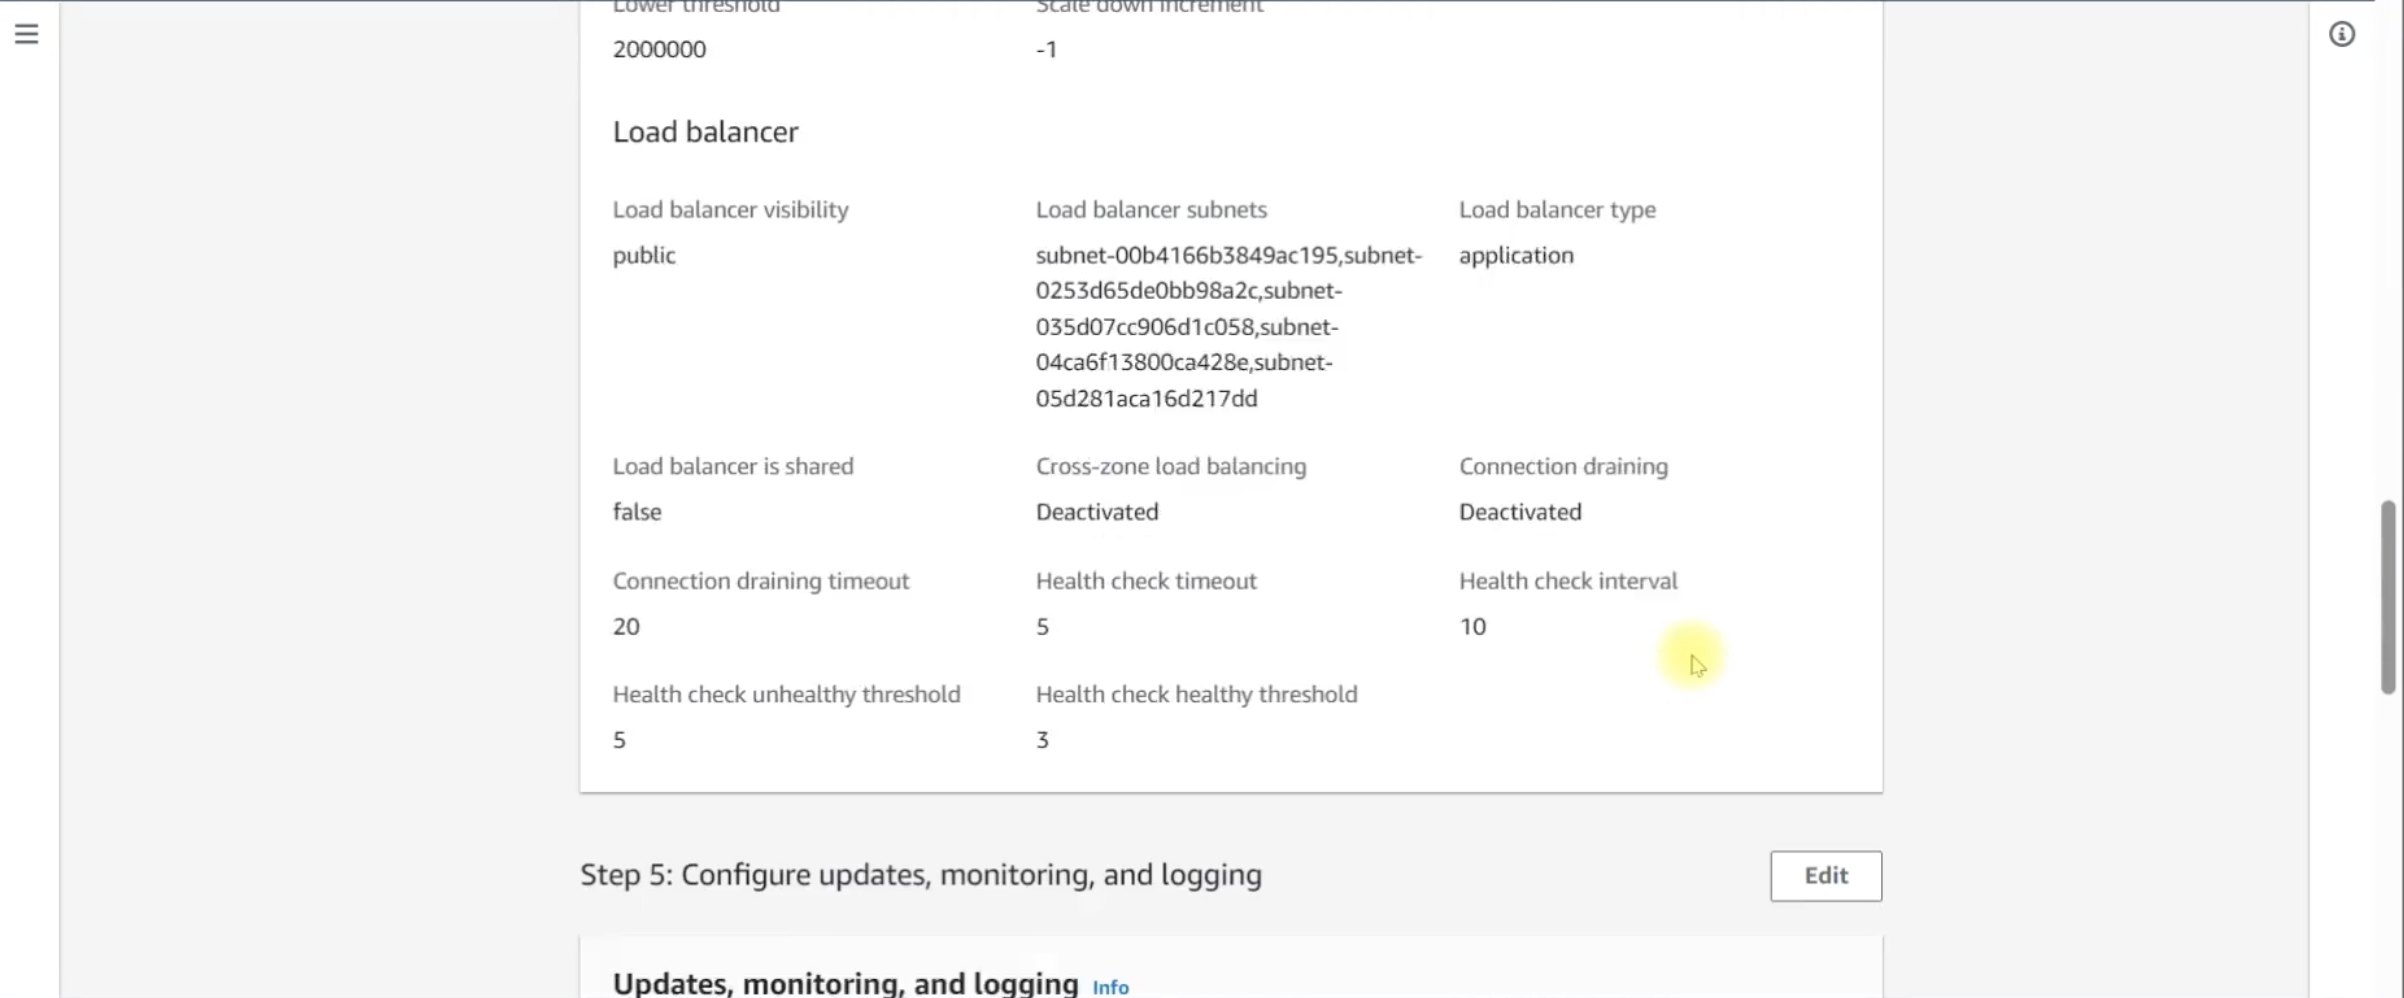 Lower threshold
Scale down increment
2000000
-1
Load balancer
Load balancer visibility
Load balancer subnets
Load balancer type
public
subnet-00b4166b3849ac195,subnet-
0253d65de0bb98a2c,subnet-
035d07cc906d1c058,subnet-
04ca6f13800ca428e,subnet-
05d281aca16d217dd
application
Load balancer is shared
Cross-zone load balancing
Connection draining
false
Deactivated
Deactivated
Connection draining timeout
Health check timeout
Health check interval
20
5
10
Health check unhealthy threshold
Health check healthy threshold
5
3
Step 5: Configure updates, monitoring, and logging
Edit
Updates, monitoring, and logging Info